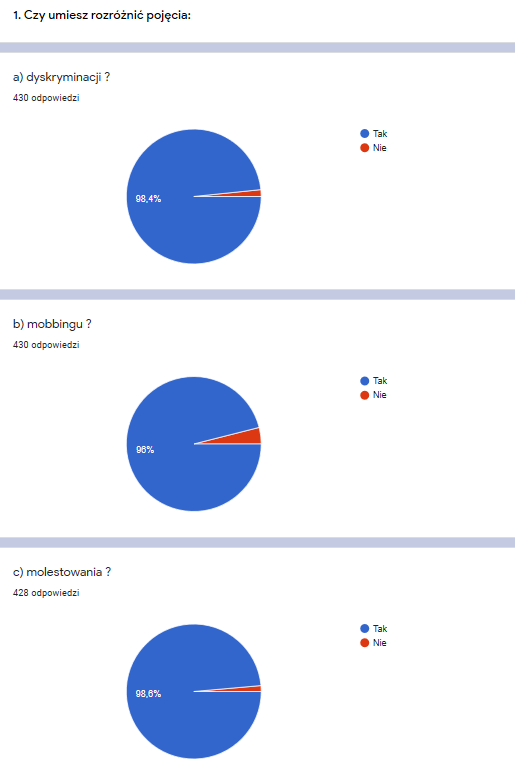 1. Czy umiesz rozróżnić pojęcia:
a) dyskryminacji ?
430 odpowiedzi
Tak
Nie
98,4%
b) mobbingu ?
430 odpowiedzi
Tak
Nie
96%
c) molestowania ?
428 odpowiedzi
Tak
Nie
98,6%